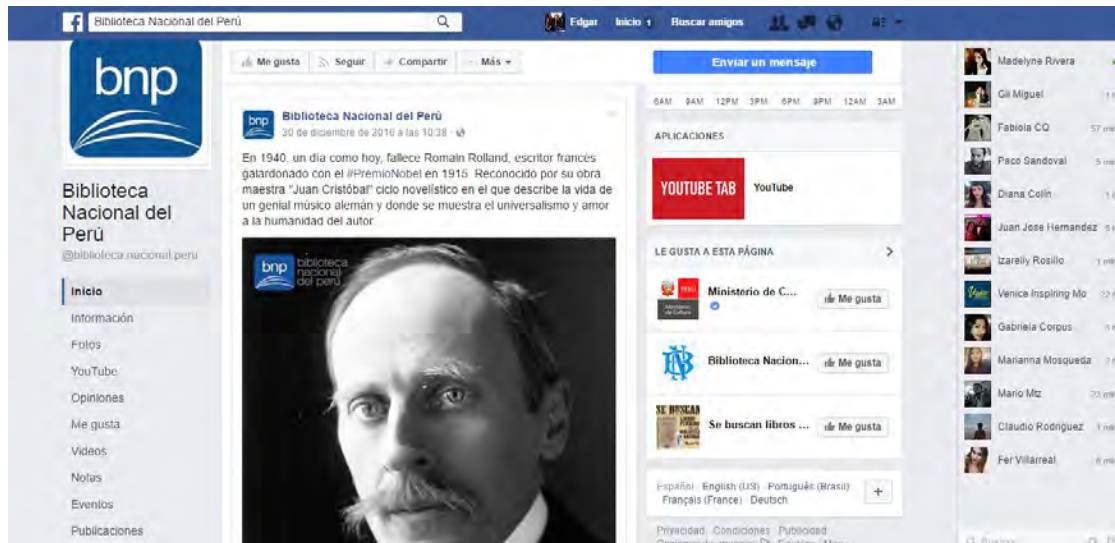 Biblioteca Nacional del Perú
Edgar Inicio 1 Buscar amigos
bnp
Biblioteca
Nacional del
Perú
@biblioteca.nacional.peru
Inicio
Información
Fotos
YouTube
Opiniones
Me gusta
Videos
Notas
Eventos
Publicaciones
Me gusta Seguir Compartir Más
bnp
Biblioteca Nacional del Perú
30 de diciembre de 2016 a las 10:38
En 1940, un día como hoy, fallece Romain Rolland, escritor francés
galardonado con el #PremioNobel en 1915. Reconocido por su obra
maestra "Juan Cristóbal" ciclo novelístico en el que describe la vida de
un genial músico alemán y donde se muestra el universalismo y amor
a la humanidad del autor.
bnp biblioteca
nacional
del perú
Enviar un mensaje
6AM 9AM 12PM 3PM 6PM 9PM 12AM 3AM
APLICACIONES
YOUTUBE TAB YouTube
LE GUSTA A ESTA PÁGINA
Ministerio de C... Me gusta
PERÚ
Biblioteca Nacion... Me gusta
SE BUSCAN
Se buscan libros ... Me gusta
Español · English (US) · Português (Brasil) ·
Français (France) · Deutsch
Privacidad · Condiciones · Publicidad
Madelyne Rivera
Gil Miguel
Fabiola CQ 57 min
Paco Sandoval 5 min
Diana Colín
Juan Jose Hernandez
Izarelly Rosillo
Venice Inspiring Mo
Gabriela Corpus
Marianna Mosqueda
Mario Mtz
Claudio Rodriguez
Fer Villarreal
Buscar